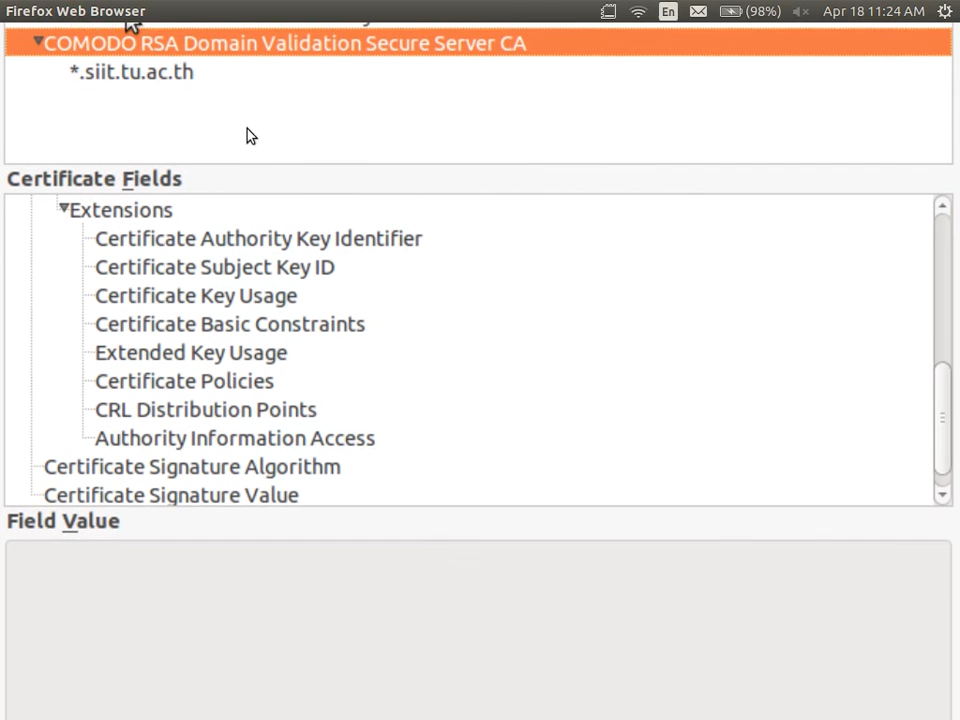 Firefox Web Browser
En
(98%)
Apr 18 11:24 AM
COMODO RSA Domain Validation Secure Server CA
*.siit.tu.ac.th
Certificate Fields
Extensions
Certificate Authority Key Identifier
Certificate Subject Key ID
Certificate Key Usage
Certificate Basic Constraints
Extended Key Usage
Certificate Policies
CRL Distribution Points
Authority Information Access
Certificate Signature Algorithm
Certificate Signature Value
Field Value